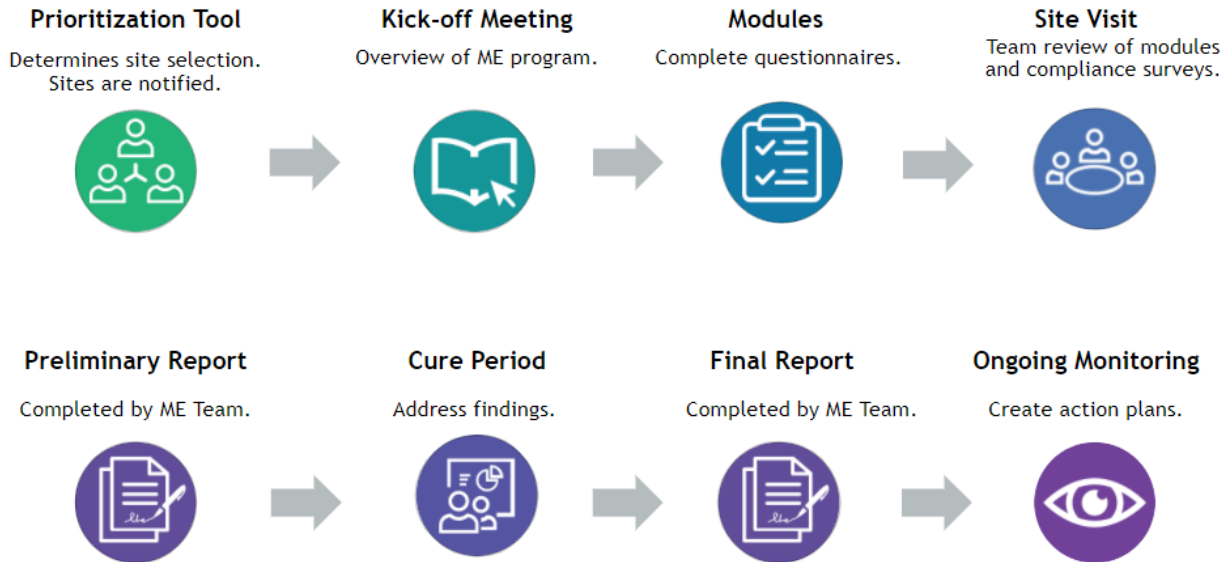 Prioritization Tool
Determines site selection.
Sites are notified.
Kick-off Meeting
Overview of ME program.
Modules
Complete questionnaires.
Site Visit
Team review of modules
and compliance surveys.
Preliminary Report
Completed by ME Team.
Cure Period
Address findings.
Final Report
Completed by ME Team.
Ongoing Monitoring
Create action plans.